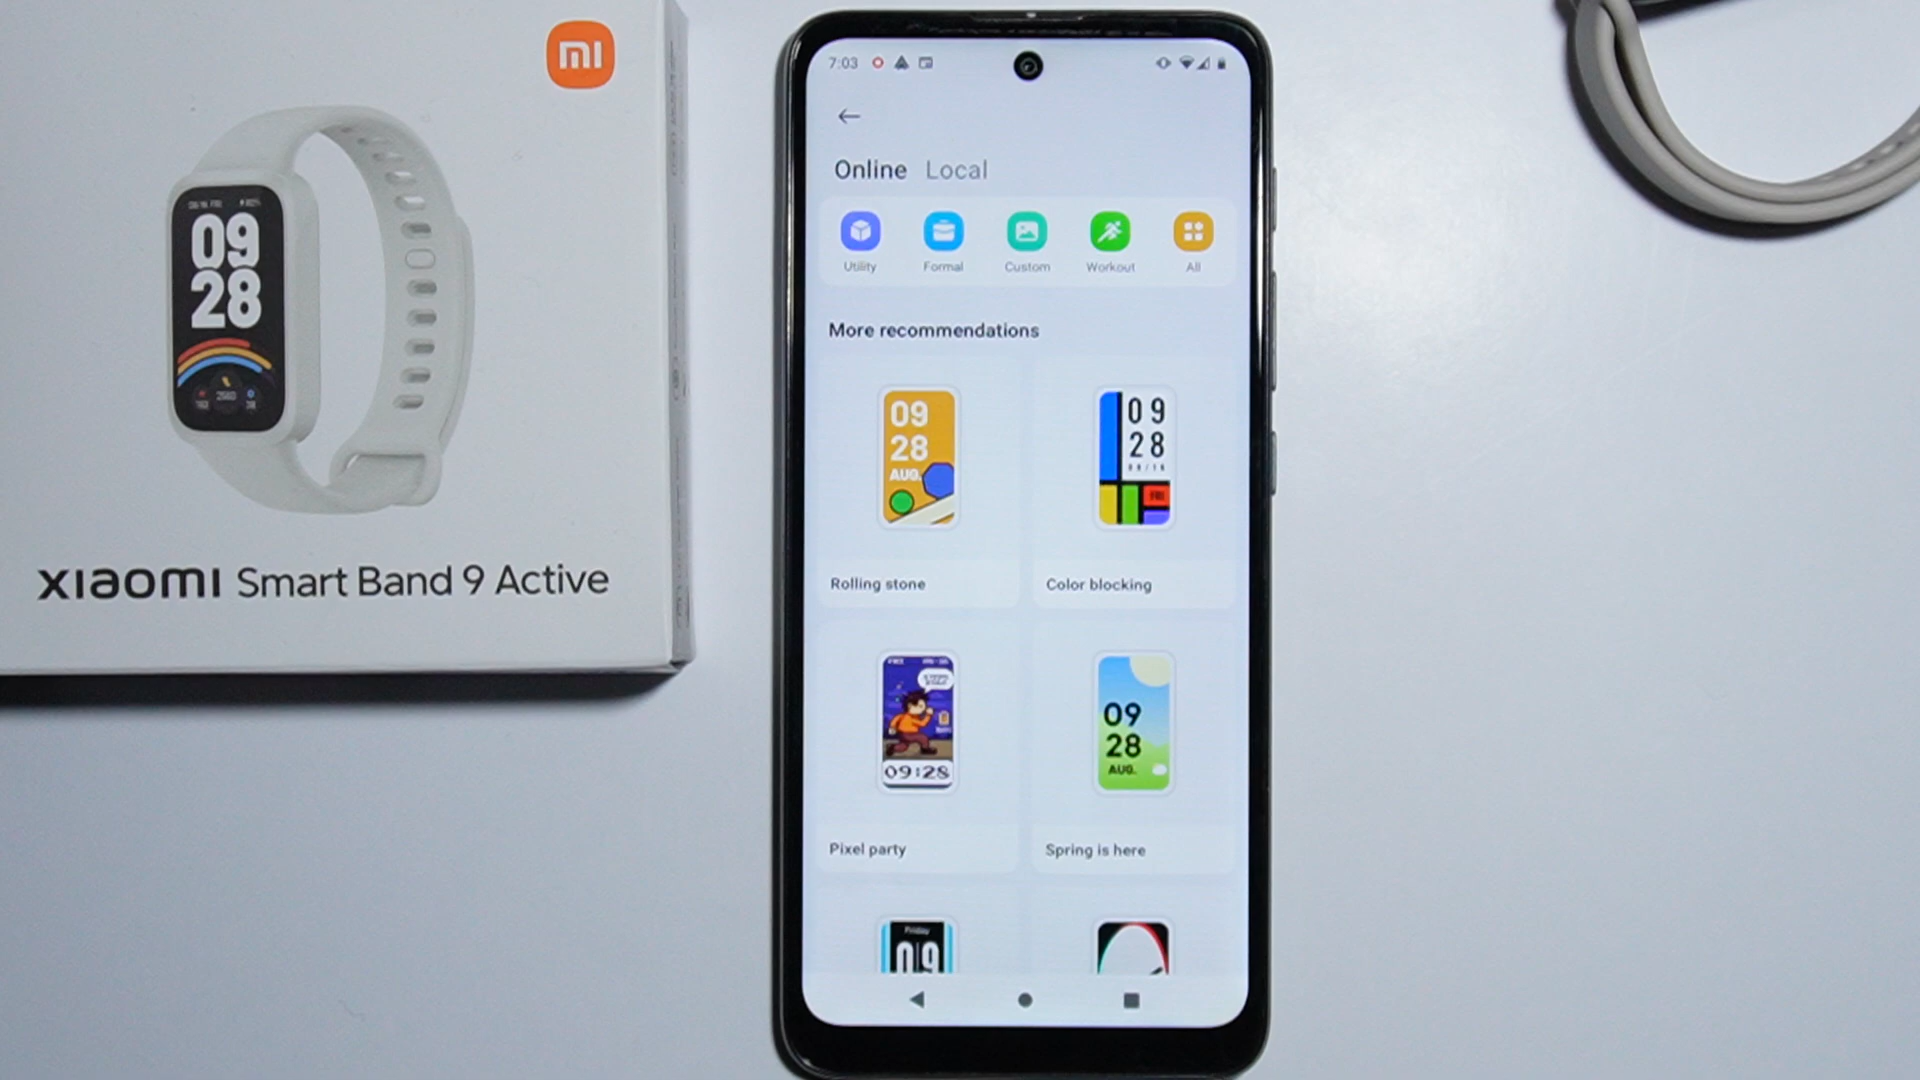 mi
09
28
xiaomi Smart Band 9 Active
7:03
Online Local
Utility Formal Custom Workout All
More recommendations
09
28
AUG.
09
28
Rolling stone
Color blocking
09:28
09
28
AUG.
Pixel party
Spring is here
Friday
09